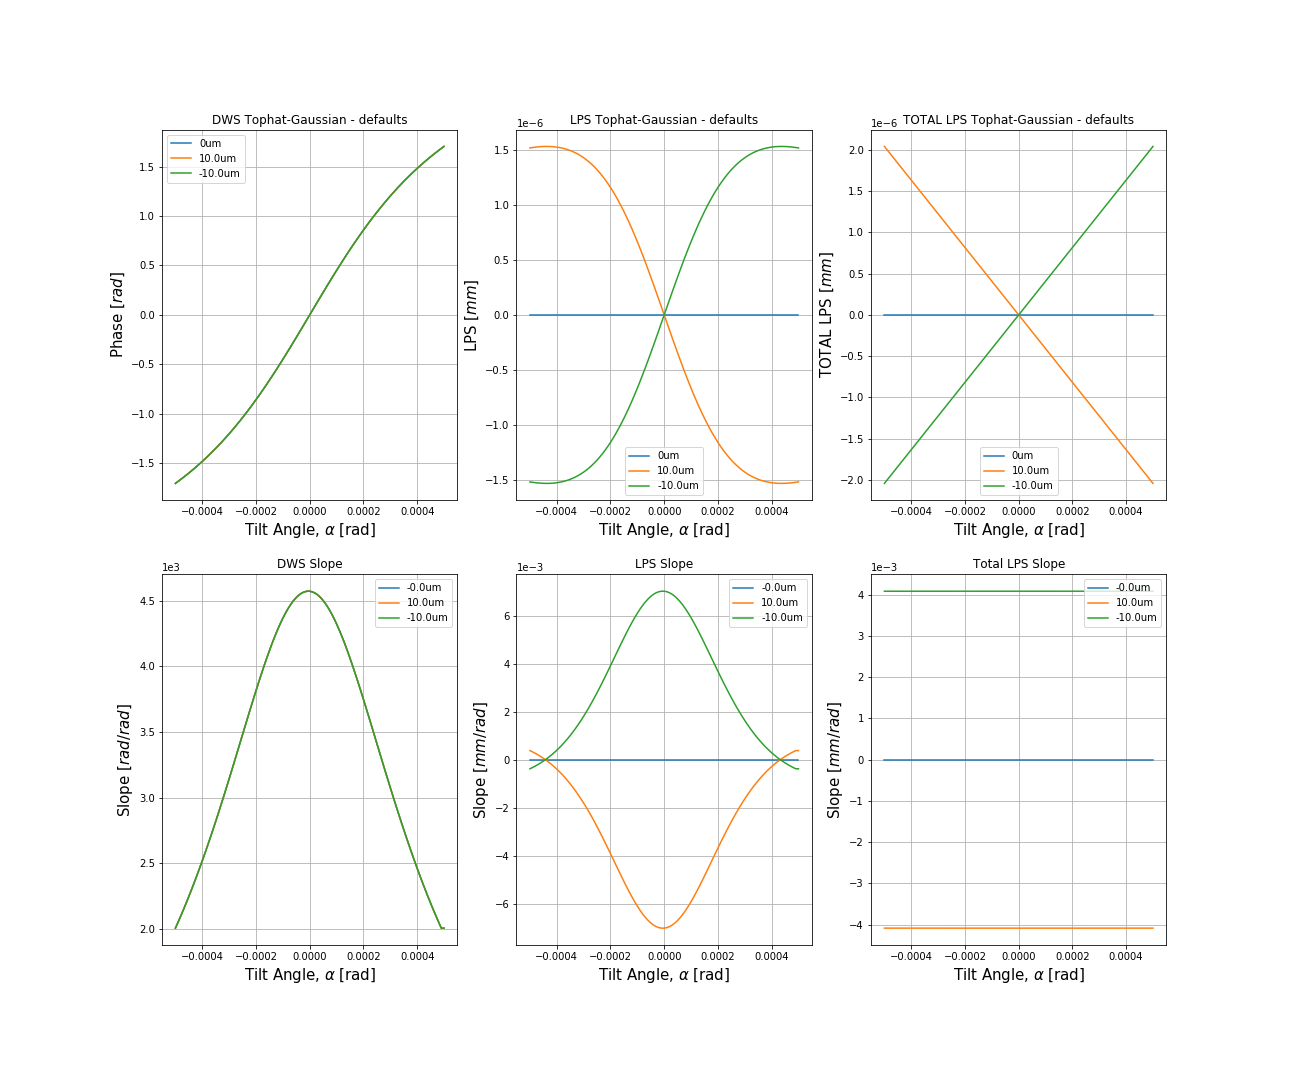 DWS Tophat-Gaussian - defaults
0um
10.0um
-10.0um
1.5
1.0
0.5
0.0
−0.5
−1.0
−1.5
Phase [rad]
−0.0004 −0.0002 0.0000 0.0002 0.0004
Tilt Angle, α [rad]
1e−6
LPS Tophat-Gaussian - defaults
1.5
1.0
0.5
0.0
−0.5
−1.0
−1.5
LPS [mm]
0um
10.0um
-10.0um
−0.0004 −0.0002 0.0000 0.0002 0.0004
Tilt Angle, α [rad]
1e−6
TOTAL LPS Tophat-Gaussian - defaults
2.0
1.5
1.0
0.5
0.0
−0.5
−1.0
−1.5
−2.0
TOTAL LPS [mm]
0um
10.0um
-10.0um
−0.0004 −0.0002 0.0000 0.0002 0.0004
Tilt Angle, α [rad]
1e3
DWS Slope
-0.0um
10.0um
-10.0um
4.5
4.0
3.5
3.0
2.5
2.0
Slope [rad/rad]
−0.0004 −0.0002 0.0000 0.0002 0.0004
Tilt Angle, α [rad]
1e−3
LPS Slope
-0.0um
10.0um
-10.0um
6
4
2
0
−2
−4
−6
Slope [mm/rad]
−0.0004 −0.0002 0.0000 0.0002 0.0004
Tilt Angle, α [rad]
1e−3
Total LPS Slope
-0.0um
10.0um
-10.0um
4
3
2
1
0
−1
−2
−3
−4
Slope [mm/rad]
−0.0004 −0.0002 0.0000 0.0002 0.0004
Tilt Angle, α [rad]